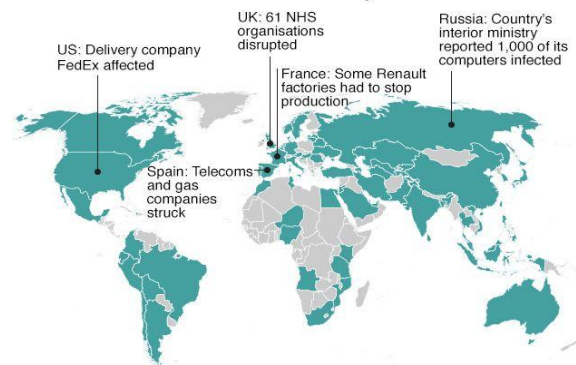 UK: 61 NHS
organisations
disrupted
Russia: Country's
interior ministry
reported 1,000 of its
computers infected
US: Delivery company
FedEx affected
France: Some Renault
factories had to stop
production
Spain: Telecoms
and gas
companies
struck